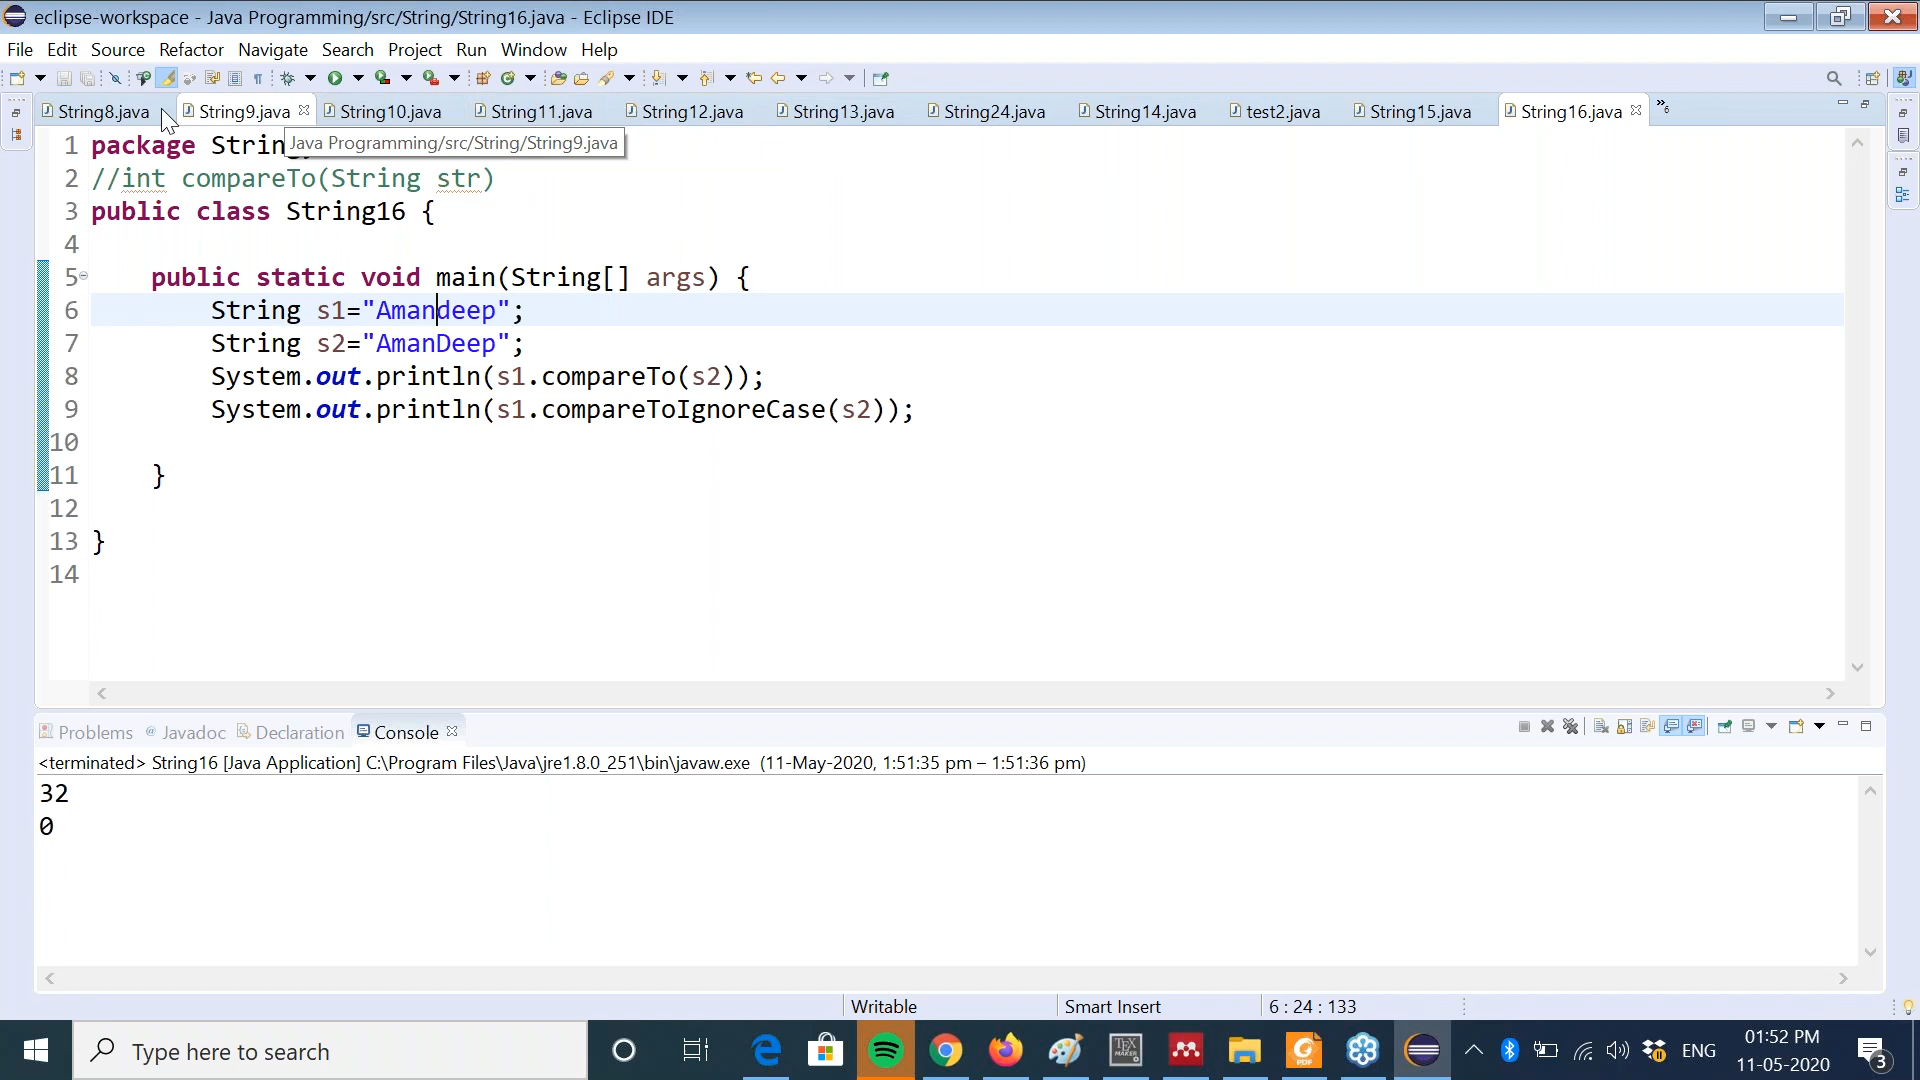 eclipse-workspace - Java Programming/src/String/String16.java - Eclipse IDE
File Edit Source Refactor Navigate Search Project Run Window Help
String8.java String9.java String10.java String11.java String12.java String13.java String24.java String14.java test2.java String15.java String16.java »6
Java Programming/src/String/String9.java
1 package String
2 //int compareTo(String str)
3 public class String16 {
4
5 public static void main(String[] args) {
6 String s1="Amandeep";
7 String s2="AmanDeep";
8 System.out.println(s1.compareTo(s2));
9 System.out.println(s1.compareToIgnoreCase(s2));
10
11 }
12
13 }
14
Problems @ Javadoc Declaration Console
<terminated> String16 [Java Application] C:\Program Files\Java\jre1.8.0_251\bin\javaw.exe (11-May-2020, 1:51:35 pm – 1:51:36 pm)
32
0
Writable Smart Insert 6 : 24 : 133
Type here to search
TEX MAKER
PDF
ENG
01:52 PM
11-05-2020
3